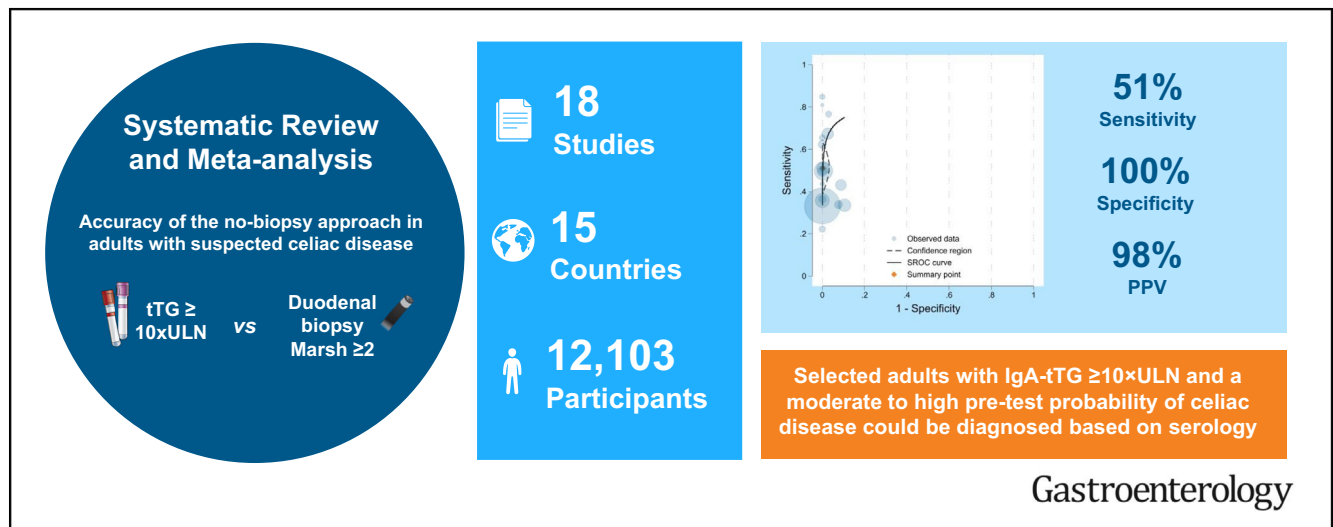 Systematic Review
and Meta-analysis
Accuracy of the no-biopsy approach in
adults with suspected celiac disease
tTG ≥
10xULN
vs
Duodenal
biopsy
Marsh ≥2
18
Studies
15
Countries
12,103
Participants
1
.8
.6
.4
.2
0
Sensitivity
Observed data
Confidence region
SROC curve
Summary point
0
.2
.4
.6
.8
1
1 - Specificity
51%
Sensitivity
100%
Specificity
98%
PPV
Selected adults with IgA-tTG ≥10×ULN and a
moderate to high pre-test probability of celiac
disease could be diagnosed based on serology
Gastroenterology